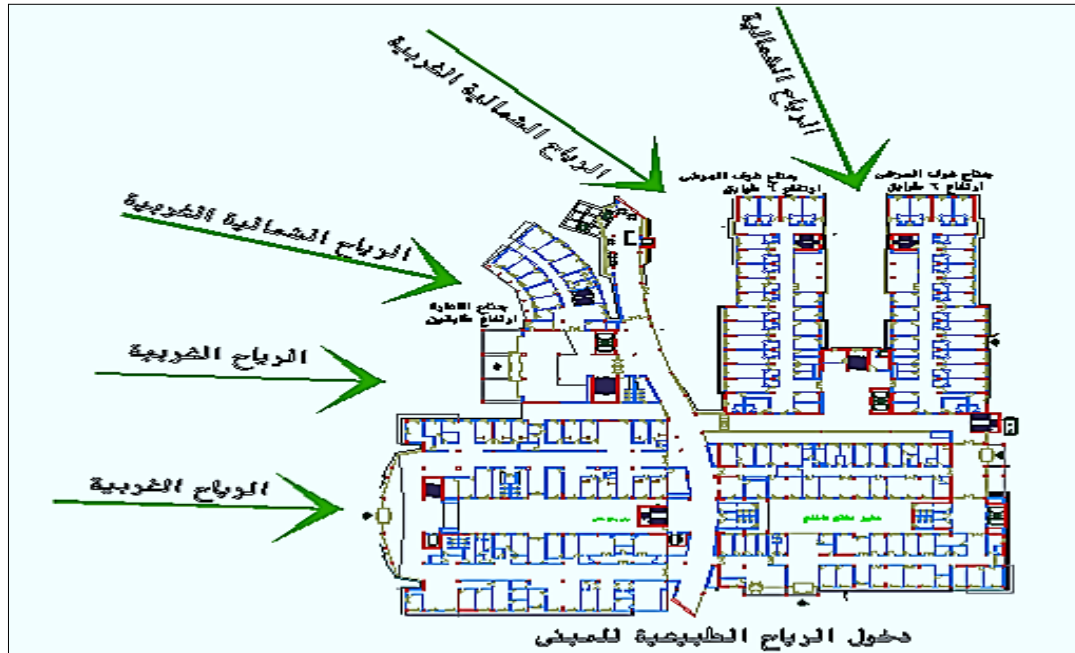 الرياح الشمالية
الرياح الشمالية الغربية
جناح غرف المرضى
ارتفاع ٦ طوابق
جناح غرف المرضى
ارتفاع ٦ طوابق
الرياح الشمالية الغربية
جناح الادارة
ارتفاع طابقين
الرياح الغربية
الرياح الغربية
دخول الرياح الطبيعية للمبنى